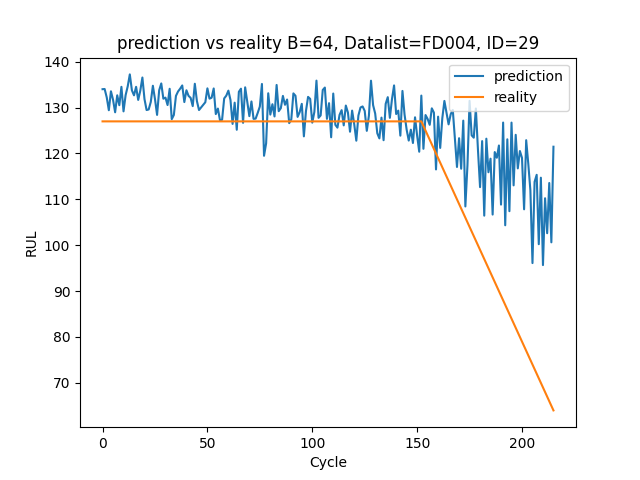 prediction vs reality B=64, Datalist=FD004, ID=29
prediction
reality
140
130
120
110
100
90
80
70
RUL
0
50
100
150
200
Cycle